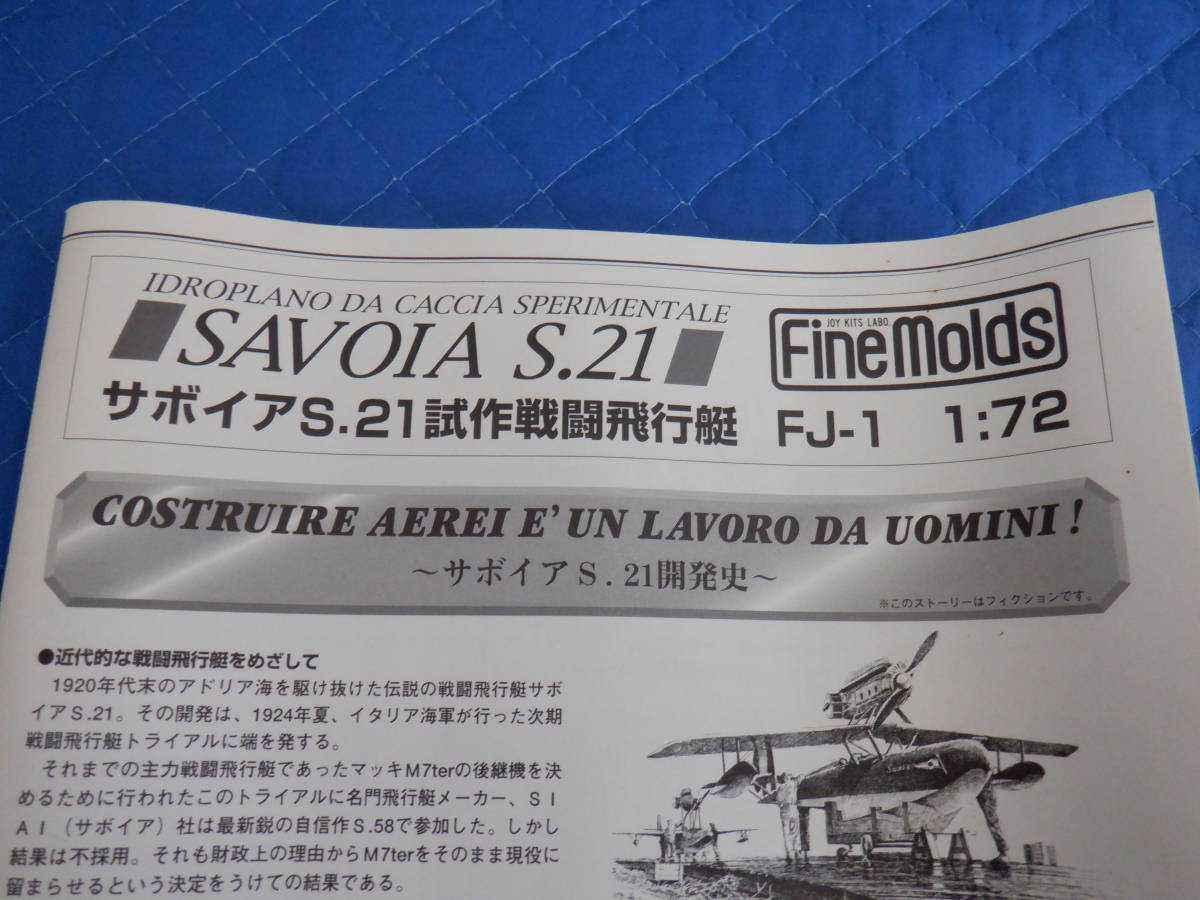 IDROPLANO DA CACCIA SPERIMENTALE
SAVOIA S.21
サボイアS.21試作戦闘飛行艇
JOY KITS LABO.
FineMolds
FJ-1 1:72
COSTRUIRE AEREI E' UN LAVORO DA UOMINI!
～サボイアS.21開発史～
※このストーリーはフィクションです。
●近代的な戦闘飛行艇をめざして
1920年代末のアドリア海を駆け抜けた伝説の戦闘飛行艇サボ
イアS.21。その開発は、1924年夏、イタリア海軍が行った次期
戦闘飛行艇トライアルに端を発する。
それまでの主力戦闘飛行艇であったマッキM7terの後継機を決
めるために行われたこのトライアルに名門飛行艇メーカー、SI
AI（サボイア）社は最新鋭の自信作S.58で参加した。しかし
結果は不採用。それも財政上の理由からM7terをそのまま現役に
留まらせるという決定をうけての結果である。